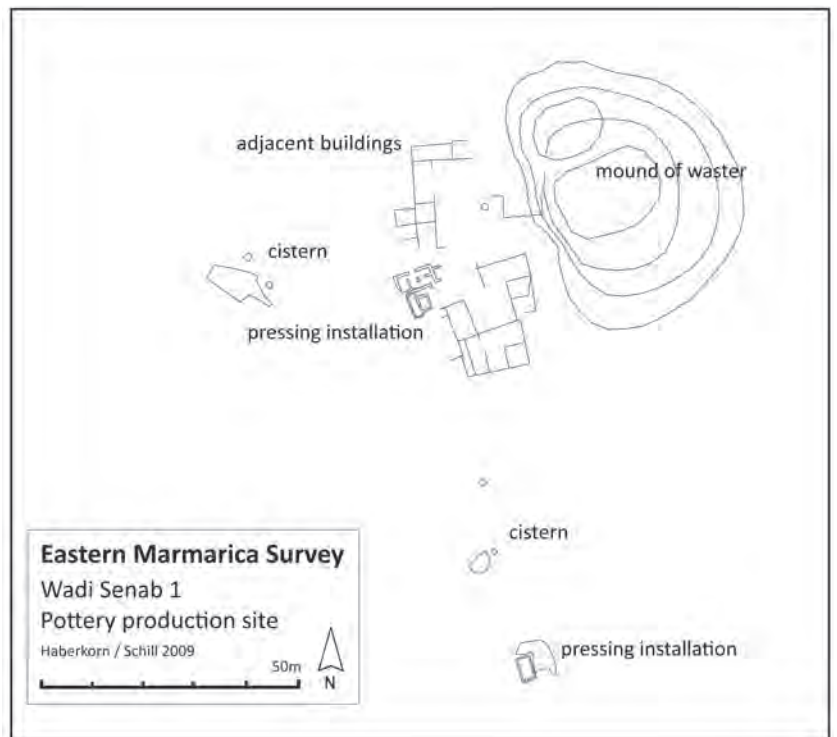 adjacent buildings
mound of waster
cistern
pressing installation
cistern
pressing installation
Eastern Marmarica Survey
Wadi Senab 1
Pottery production site
Haberkorn / Schill 2009
50m
N